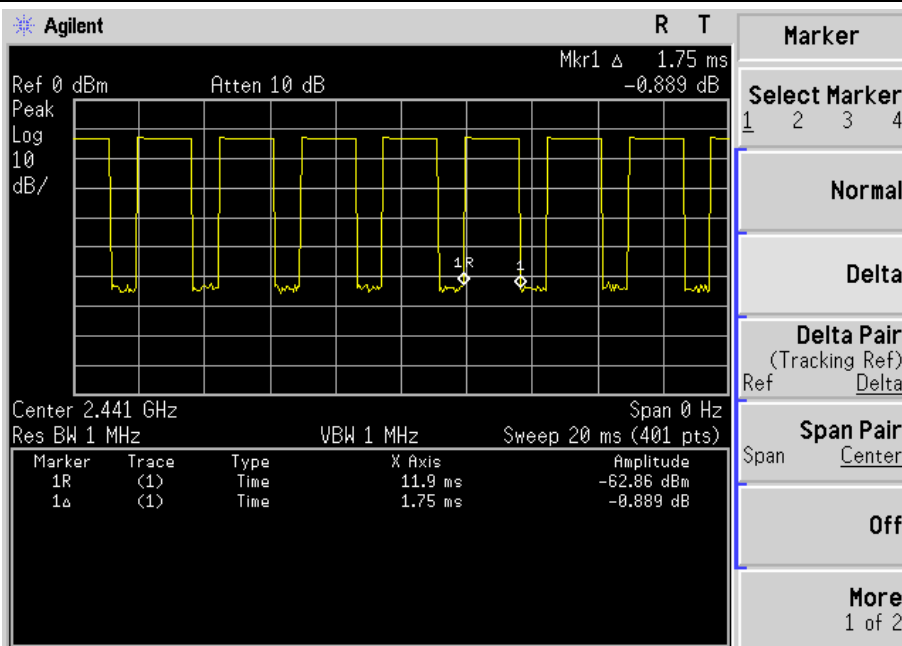 Agilent R T
Mkr1 Δ 1.75 ms
Ref 0 dBm Atten 10 dB -0.889 dB
Peak
Log
10
dB/
1R 1
Center 2.441 GHz Span 0 Hz
Res BW 1 MHz VBW 1 MHz Sweep 20 ms (401 pts)
Marker Trace Type X Axis Amplitude
1R (1) Time 11.9 ms -62.86 dBm
1Δ (1) Time 1.75 ms -0.889 dB
Marker
Select Marker
1 2 3 4
Normal
Delta
Delta Pair
(Tracking Ref)
Ref Delta
Span Pair
Span Center
Off
More
1 of 2